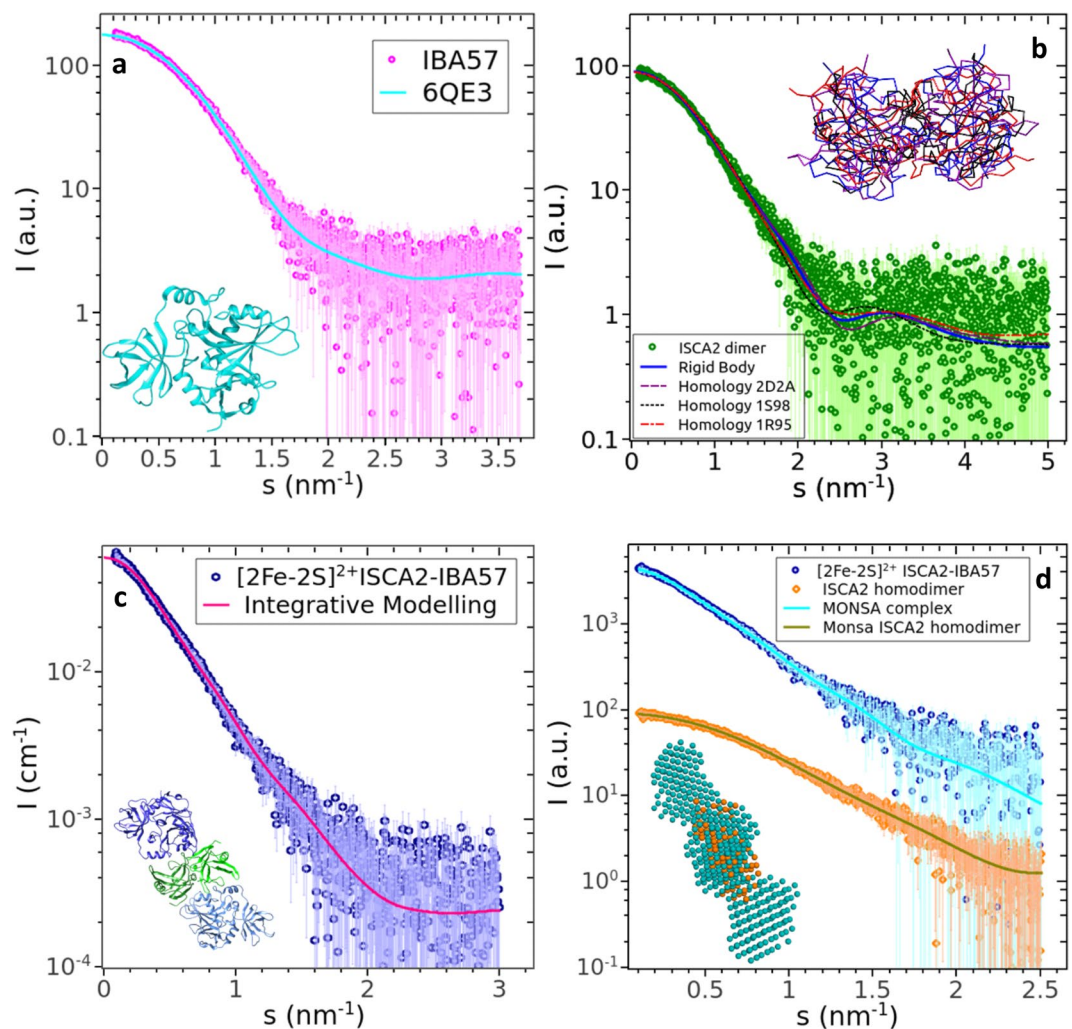 a
IBA57
6QE3
I (a.u.)
100
10
1
0.1
0 0.5 1 1.5 2 2.5 3 3.5
s (nm⁻¹)
b
I (a.u.)
100
10
1
0.1
ISCA2 dimer
Rigid Body
Homology 2D2A
Homology 1S98
Homology 1R95
0 1 2 3 4 5
s (nm⁻¹)
c
[2Fe-2S]²⁺ISCA2-IBA57
Integrative Modelling
I (cm⁻¹)
10⁻²
10⁻³
10⁻⁴
0 1 2 3
s (nm⁻¹)
d
[2Fe-2S]²⁺ ISCA2-IBA57
ISCA2 homodimer
MONSA complex
Monsa ISCA2 homodimer
I (a.u.)
10³
10²
10¹
10⁰
10⁻¹
0.5 1 1.5 2 2.5
s (nm⁻¹)